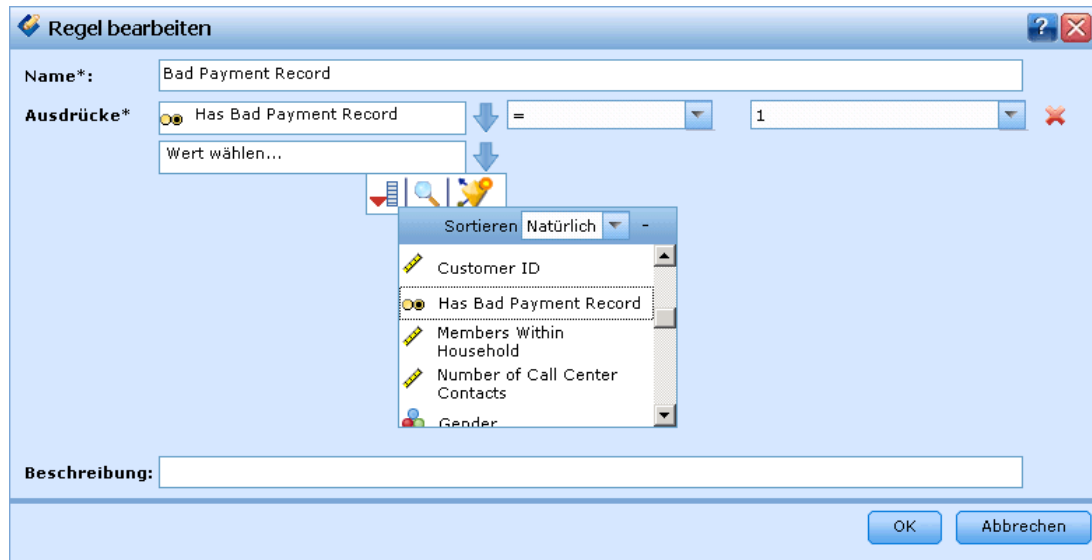 Regel bearbeiten
?
Name*: Bad Payment Record
Ausdrücke* Has Bad Payment Record = 1
Wert wählen...
Sortieren Natürlich -
Customer ID
Has Bad Payment Record
Members Within
Household
Number of Call Center
Contacts
Gender
Beschreibung:
OK Abbrechen